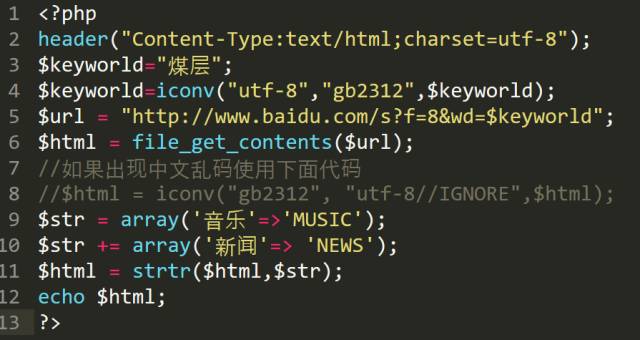 1 <?php
2 header("Content-Type:text/html;charset=utf-8");
3 $keyworld="煤层";
4 $keyworld=iconv("utf-8","gb2312",$keyworld);
5 $url = "http://www.baidu.com/s?f=8&wd=$keyworld";
6 $html = file_get_contents($url);
7 //如果出现中文乱码使用下面代码
8 //$html = iconv("gb2312", "utf-8//IGNORE",$html);
9 $str = array('音乐'=>'MUSIC');
10 $str += array('新闻'=> 'NEWS');
11 $html = strtr($html,$str);
12 echo $html;
13 ?>